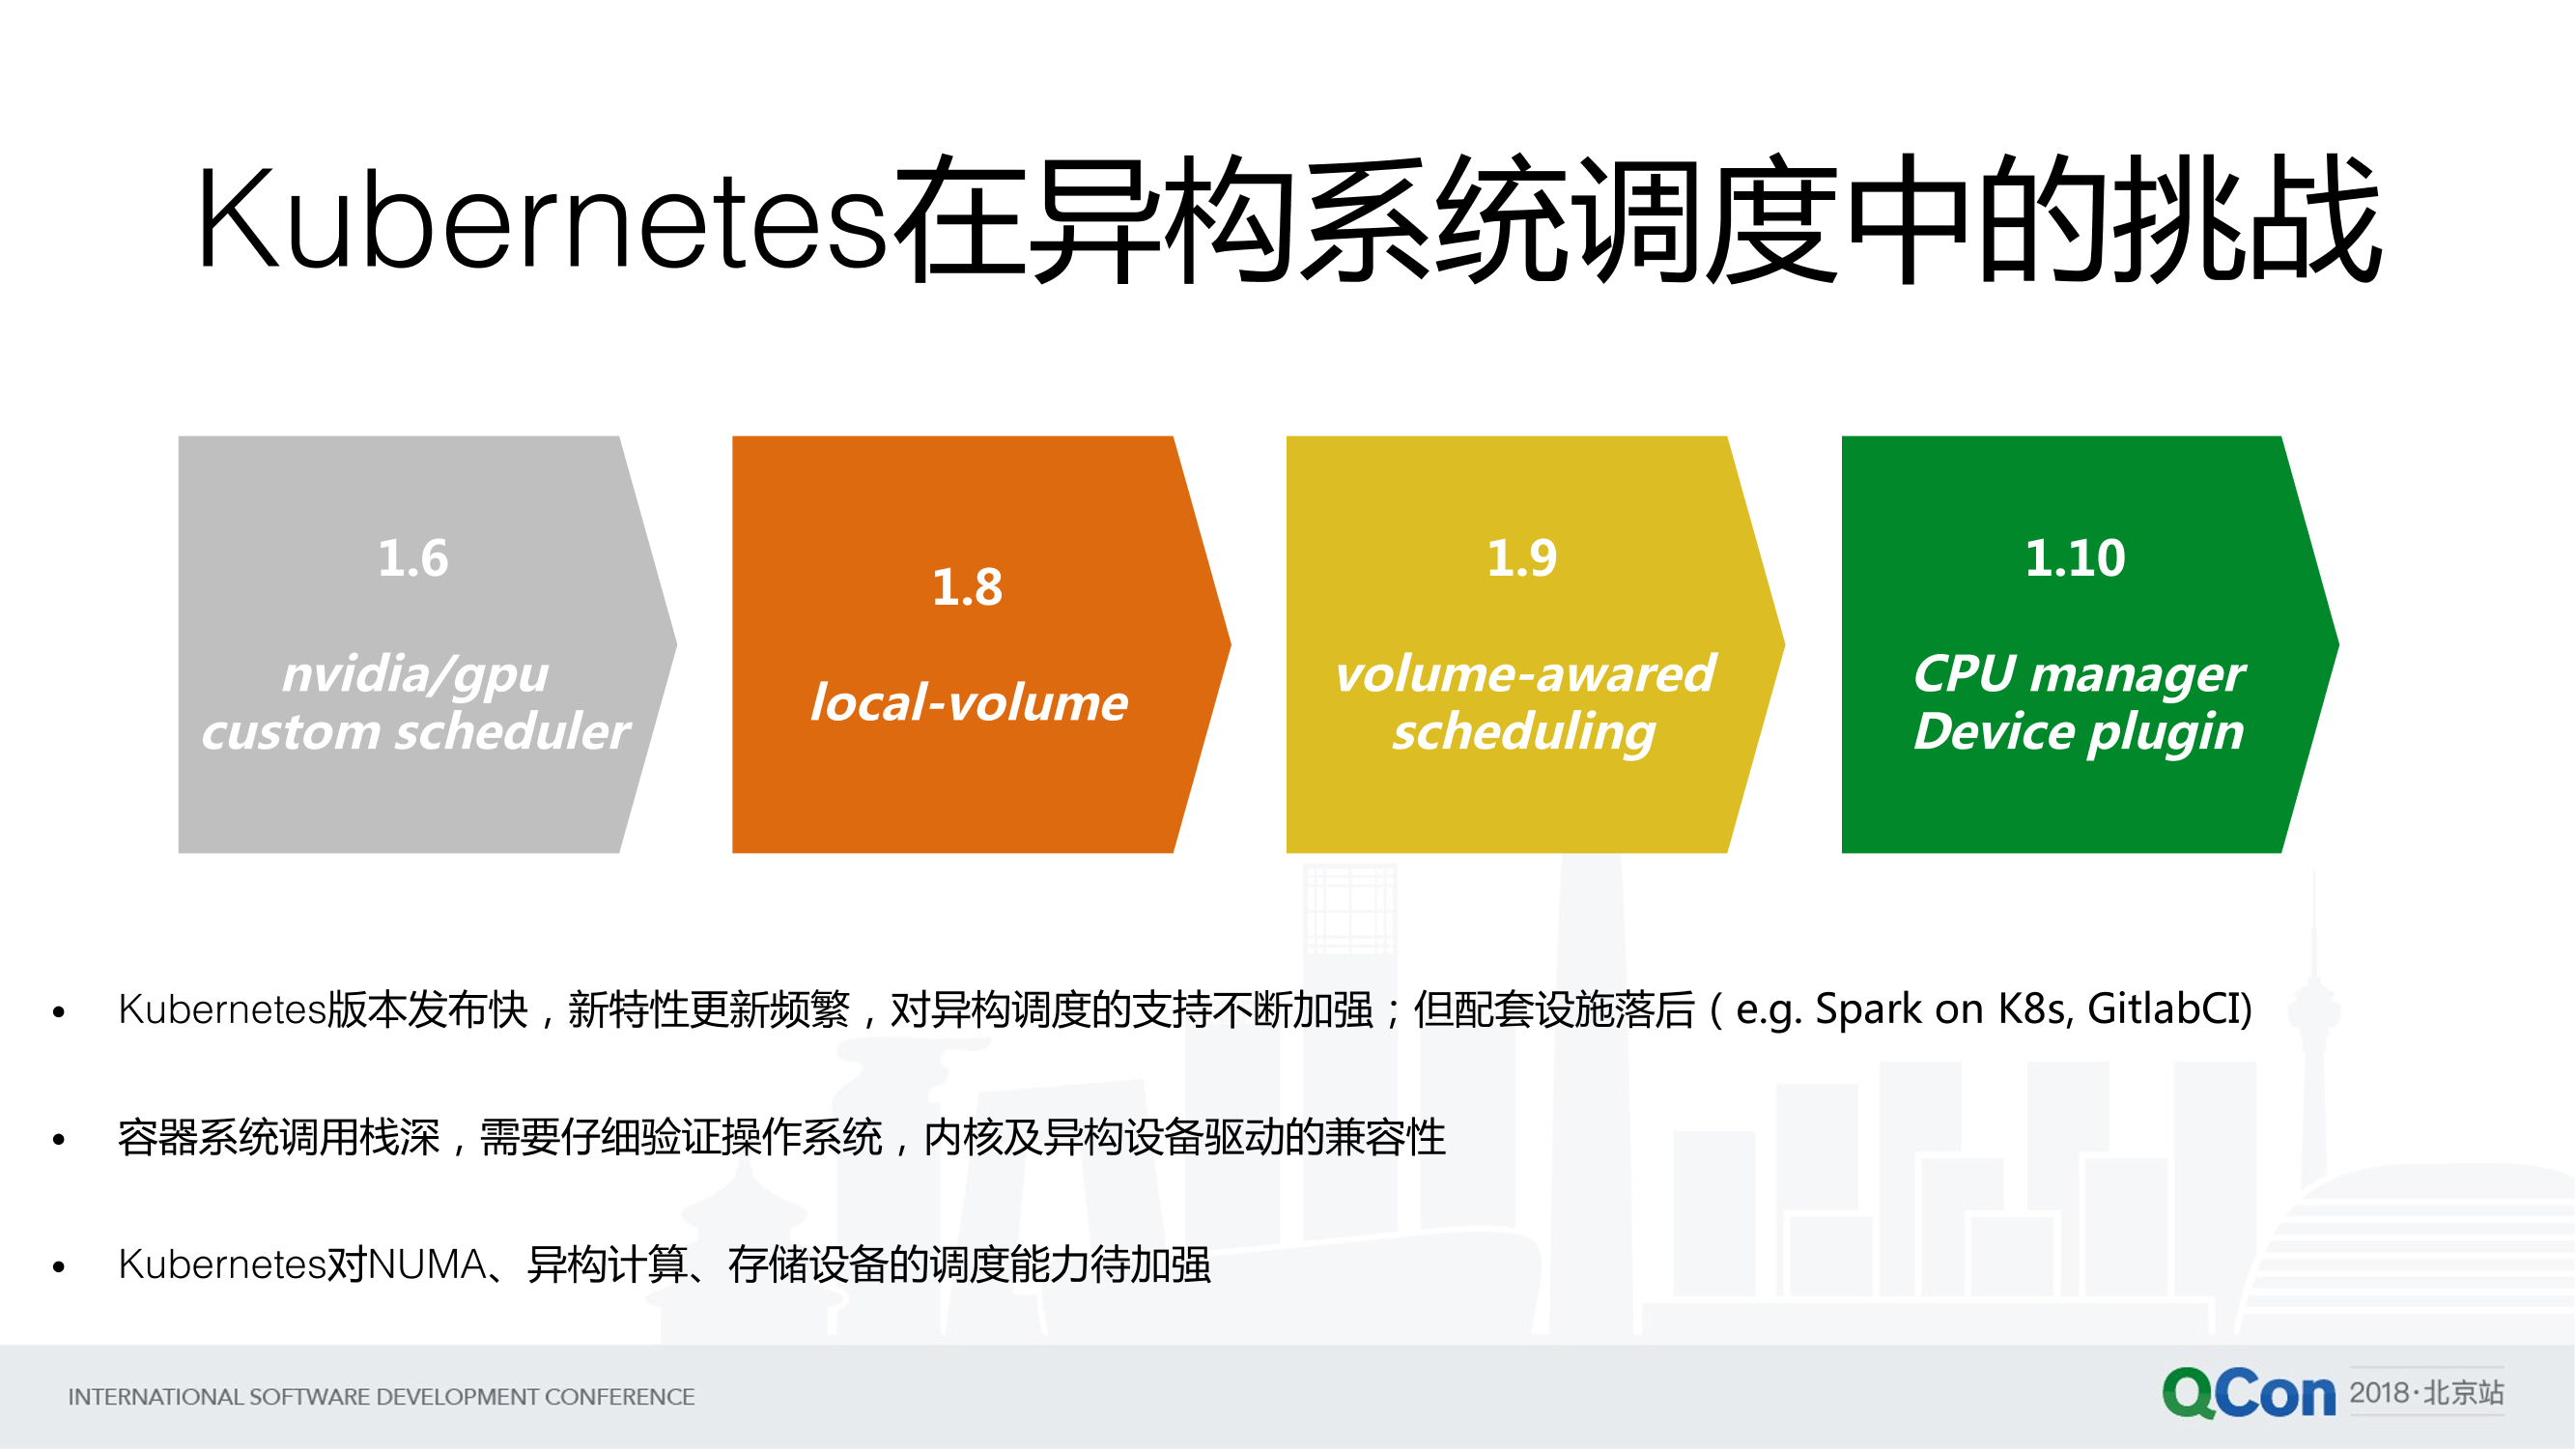 Kubernetes在异构系统调度中的挑战
1.6
nvidia/gpu
custom scheduler
1.8
local-volume
1.9
volume-awared
scheduling
1.10
CPU manager
Device plugin
• Kubernetes版本发布快，新特性更新频繁，对异构调度的支持不断加强；但配套设施落后（e.g. Spark on K8s, GitlabCI)
• 容器系统调用栈深，需要仔细验证操作系统，内核及异构设备驱动的兼容性
• Kubernetes对NUMA、异构计算、存储设备的调度能力待加强
INTERNATIONAL SOFTWARE DEVELOPMENT CONFERENCE
QCon 2018·北京站